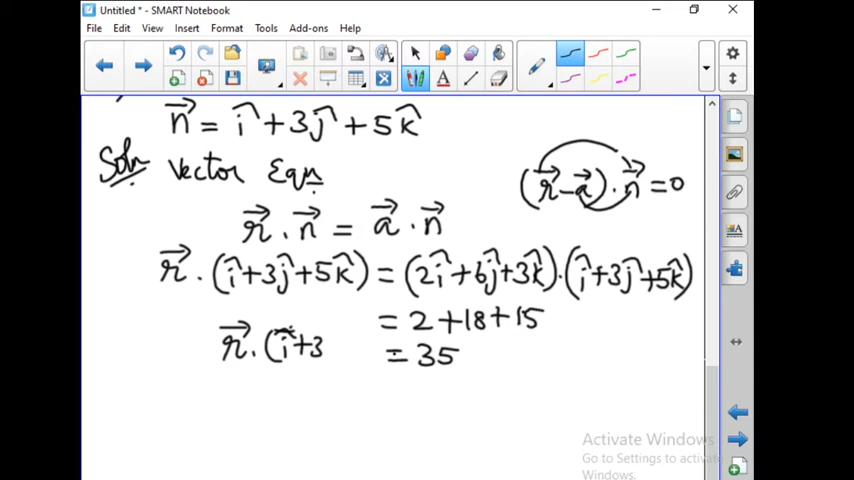 Untitled * - SMART Notebook
File Edit View Insert Format Tools Add-ons Help
n⃗ = î + 3ĵ + 5k̂
Soln Vector Eqn
(r⃗ - a⃗) · n⃗ = 0
r⃗ . n⃗ = a⃗ . n⃗
r⃗ . (î + 3ĵ + 5k̂) = (2î + 6ĵ + 3k̂) · (î + 3ĵ + 5k̂)
= 2 + 18 + 15
r⃗ . (î + 3 = 35
Activate Windows
Go to Settings to activate
Windows.